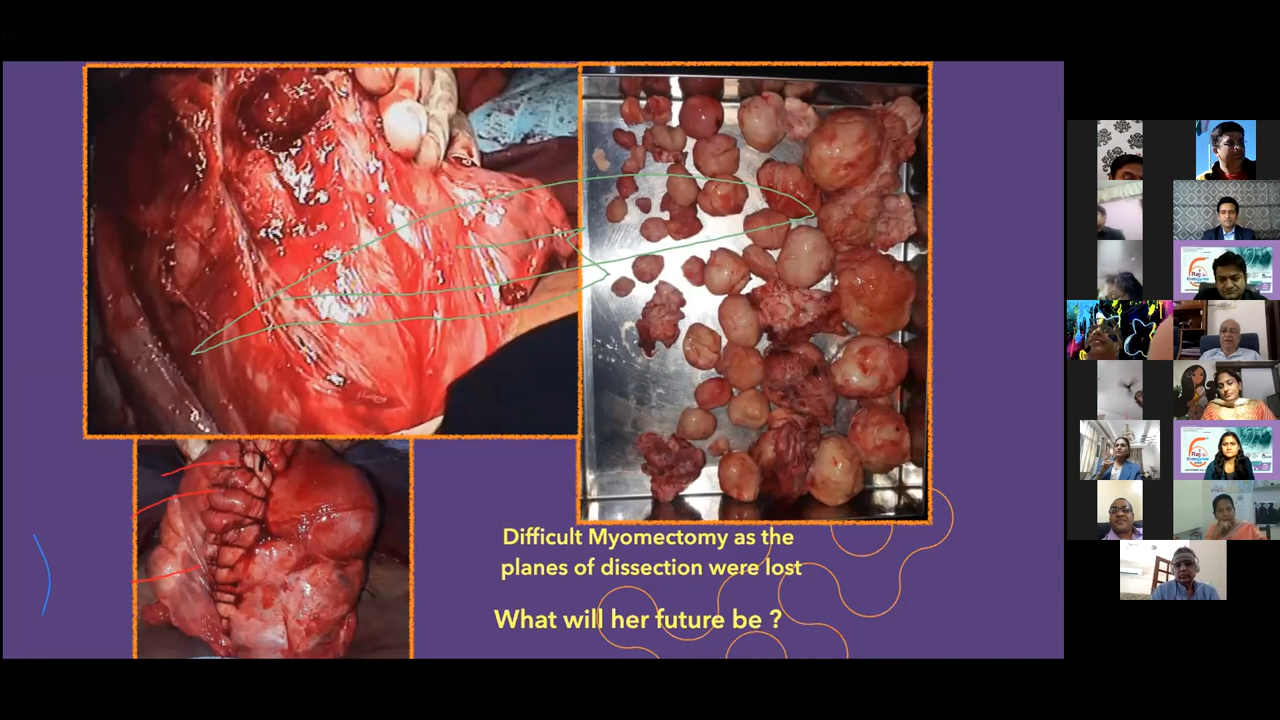 Difficult Myomectomy as the
planes of dissection were lost
What will her future be ?